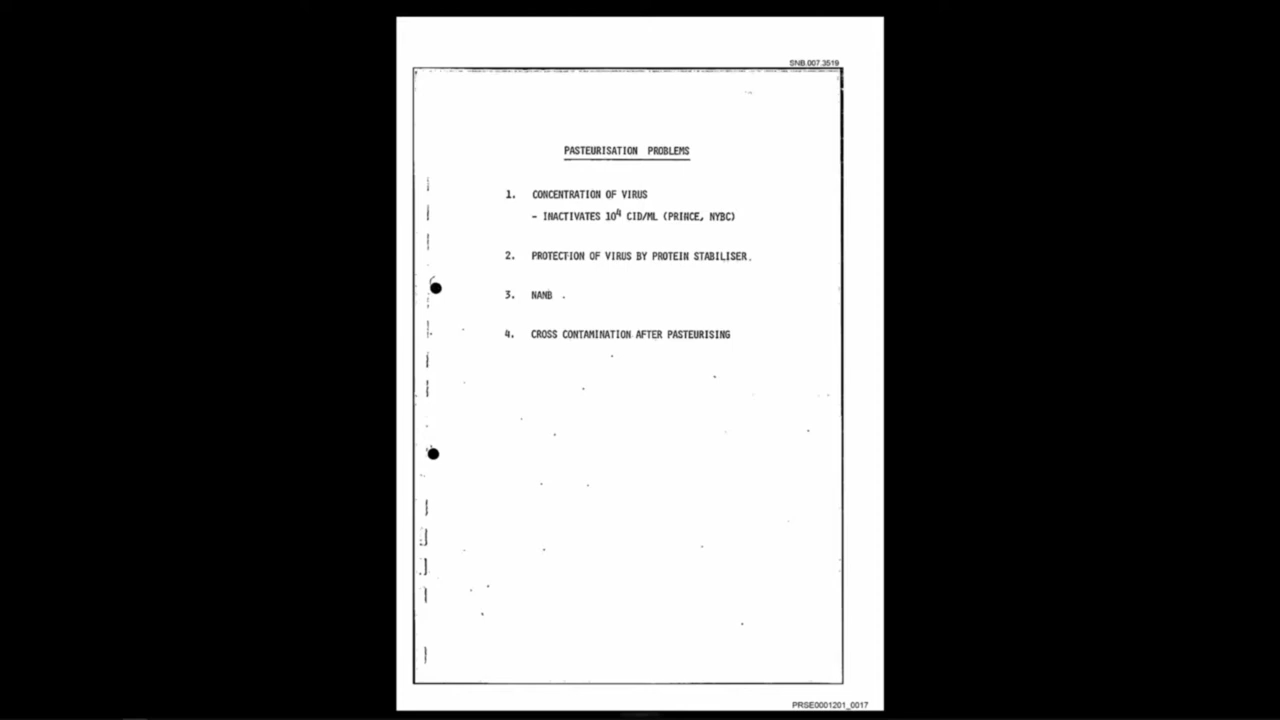 SNB.007.3519
PASTEURISATION PROBLEMS
1. CONCENTRATION OF VIRUS
- INACTIVATES 10⁴ CID/ML (PRINCE, NYBC)
2. PROTECTION OF VIRUS BY PROTEIN STABILISER.
3. NANB .
4. CROSS CONTAMINATION AFTER PASTEURISING
PRSE0001201_0017